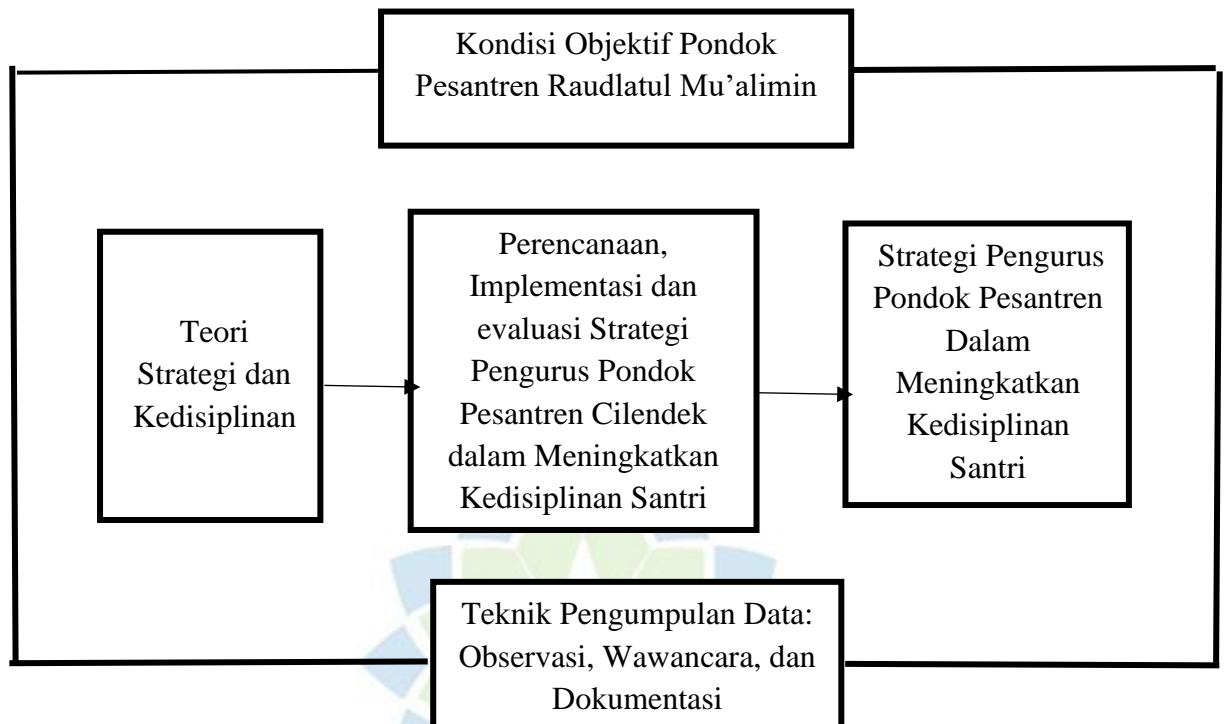 Kondisi Objektif Pondok
Pesantren Raudlatul Mu’alimin
Teori
Strategi dan
Kedisiplinan
Perencanaan,
Implementasi dan
evaluasi Strategi
Pengurus Pondok
Pesantren Cilendek
dalam Meningkatkan
Kedisiplinan Santri
Strategi Pengurus
Pondok Pesantren
Dalam
Meningkatkan
Kedisiplinan
Santri
Teknik Pengumpulan Data:
Observasi, Wawancara, dan
Dokumentasi